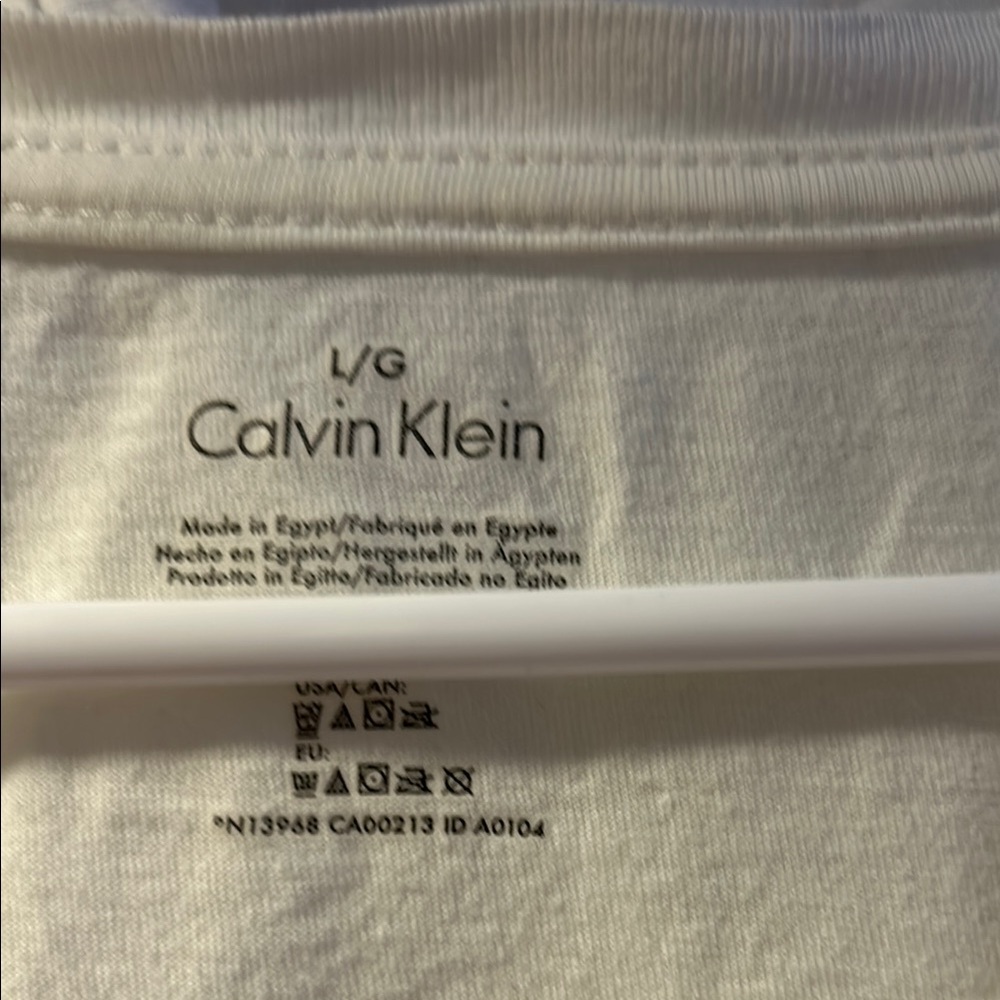 L/G
Calvin Klein
Made in Egypt/Fabriqué en Egypte
Hecho en Egipto/Hergestellt in Ägypten
Prodotto in Egitto/Fabricado no Egito
USA/CAN:
EU:
°N13968 CA00213 ID A0104